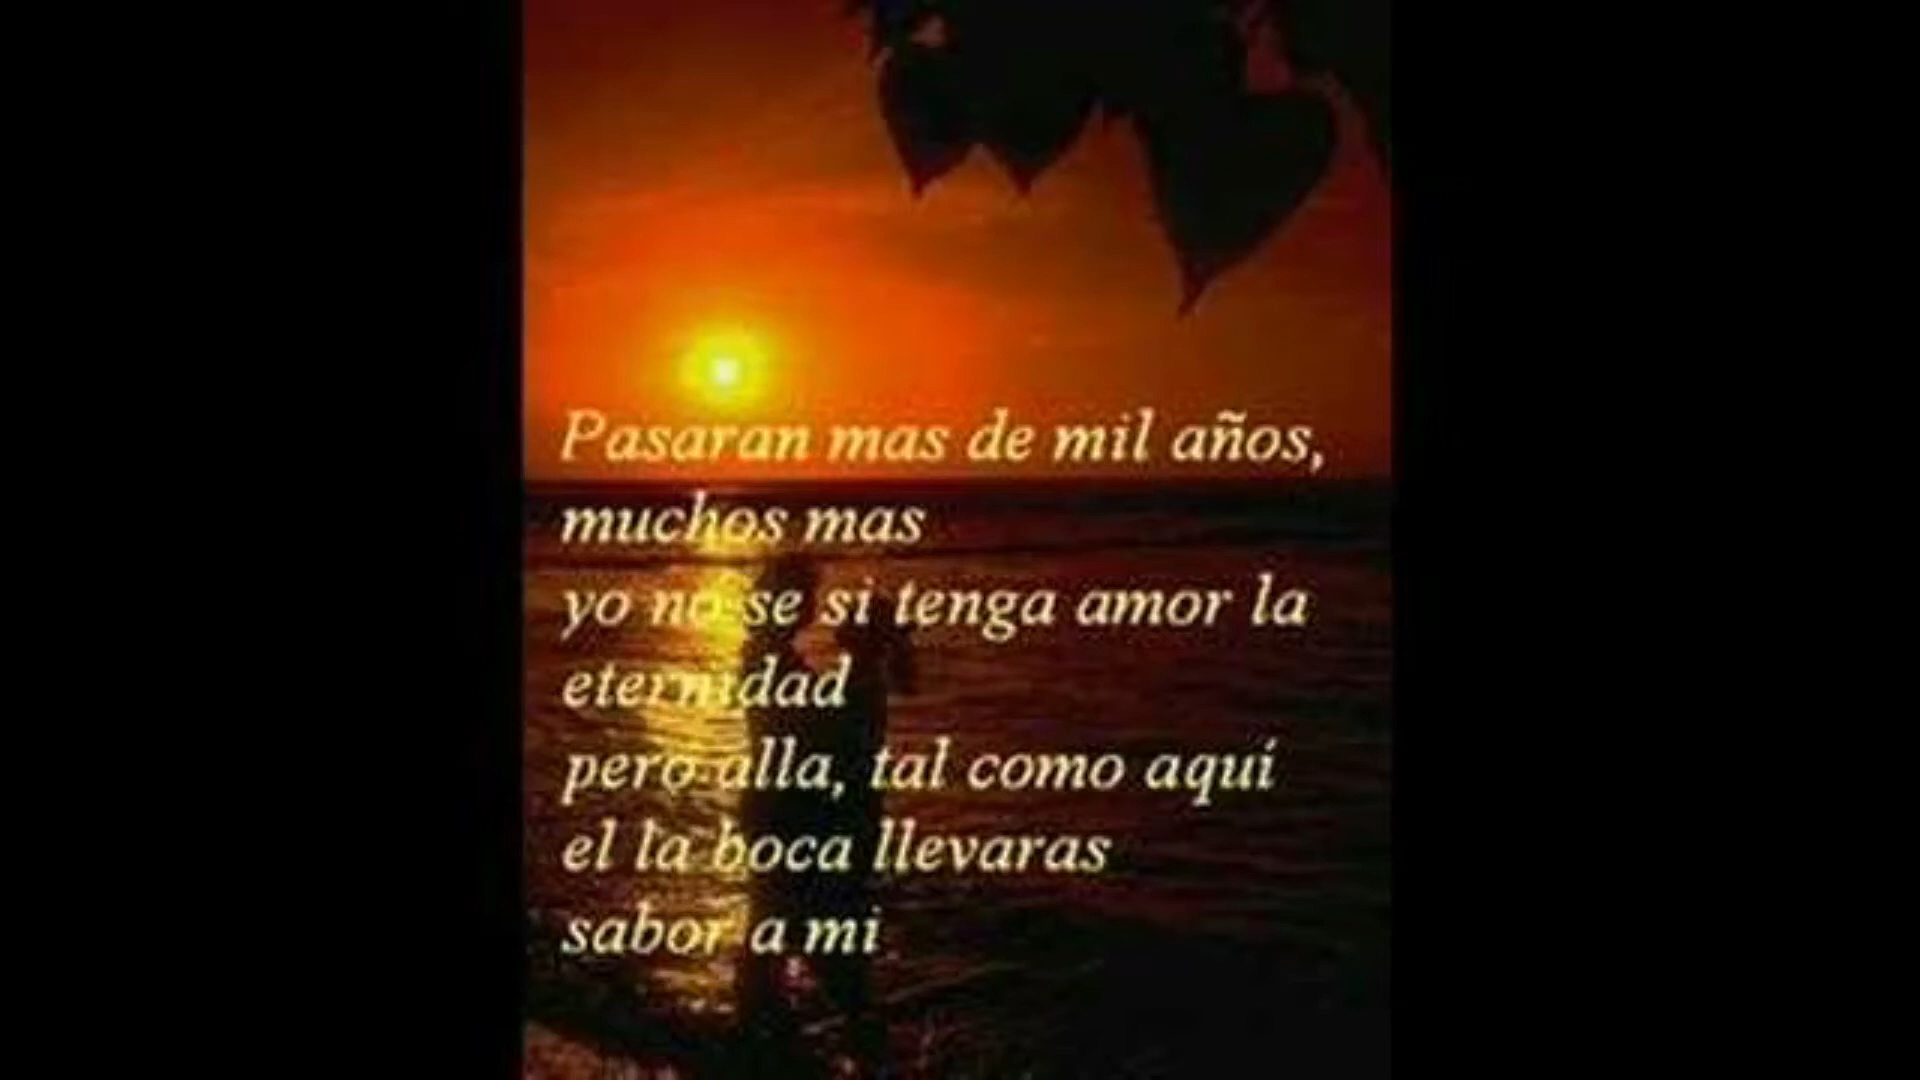 Pasaran mas de mil años,
muchos mas
yo no se si tenga amor la
eternidad
pero alla, tal como aquí
el la boca llevaras
sabor a mi